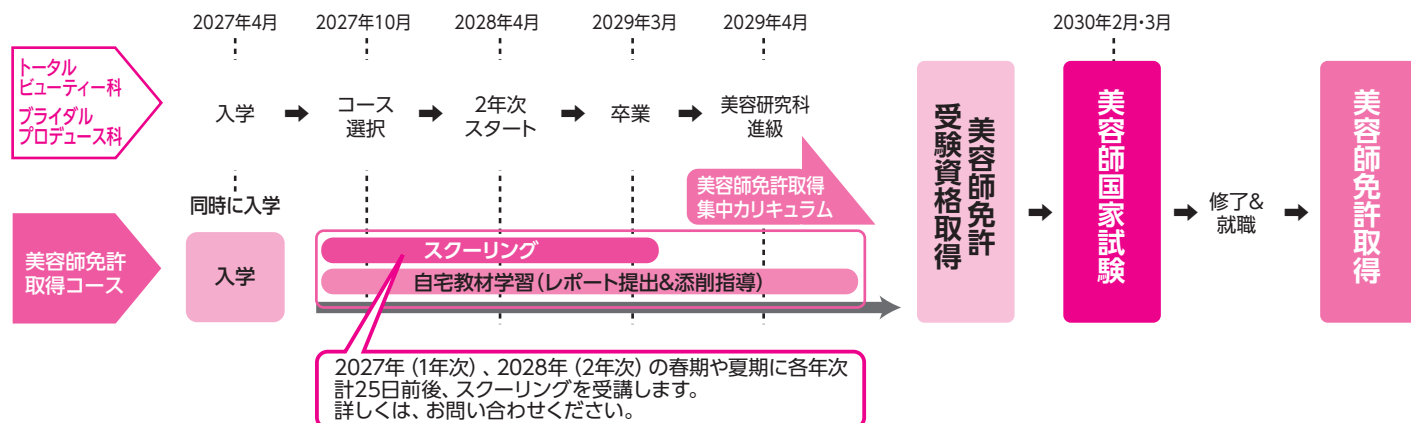 2027年4月
2027年10月
2028年4月
2029年3月
2029年4月
2030年2月・3月
トータル
ビューティー科
ブライダル
プロデュース科
入学
コース
選択
2年次
スタート
卒業
美容研究科
進級
美容師免許取得
集中カリキュラム
美容師免許
受験資格取得
美容師国家試験
修了&
就職
美容師免許取得
同時に入学
美容師免許
取得コース
入学
スクーリング
自宅教材学習(レポート提出&添削指導)
2027年(1年次)、2028年(2年次)の春期や夏期に各年次
計25日前後、スクーリングを受講します。
詳しくは、お問い合わせください。